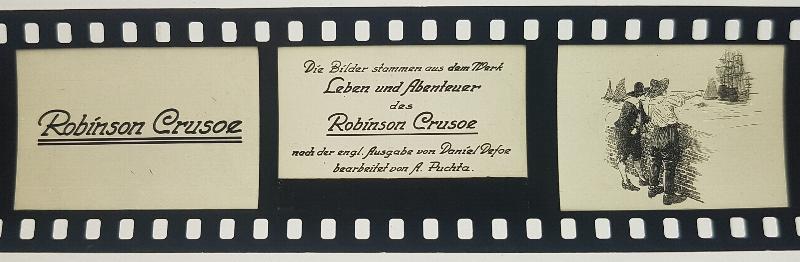 Robinson Crusoe
Die Bilder stammen aus dem Werk
Leben und Abenteuer
des
Robinson Crusoe
nach der engl. Ausgabe von Daniel Defoe
bearbeitet von A. Puchta.